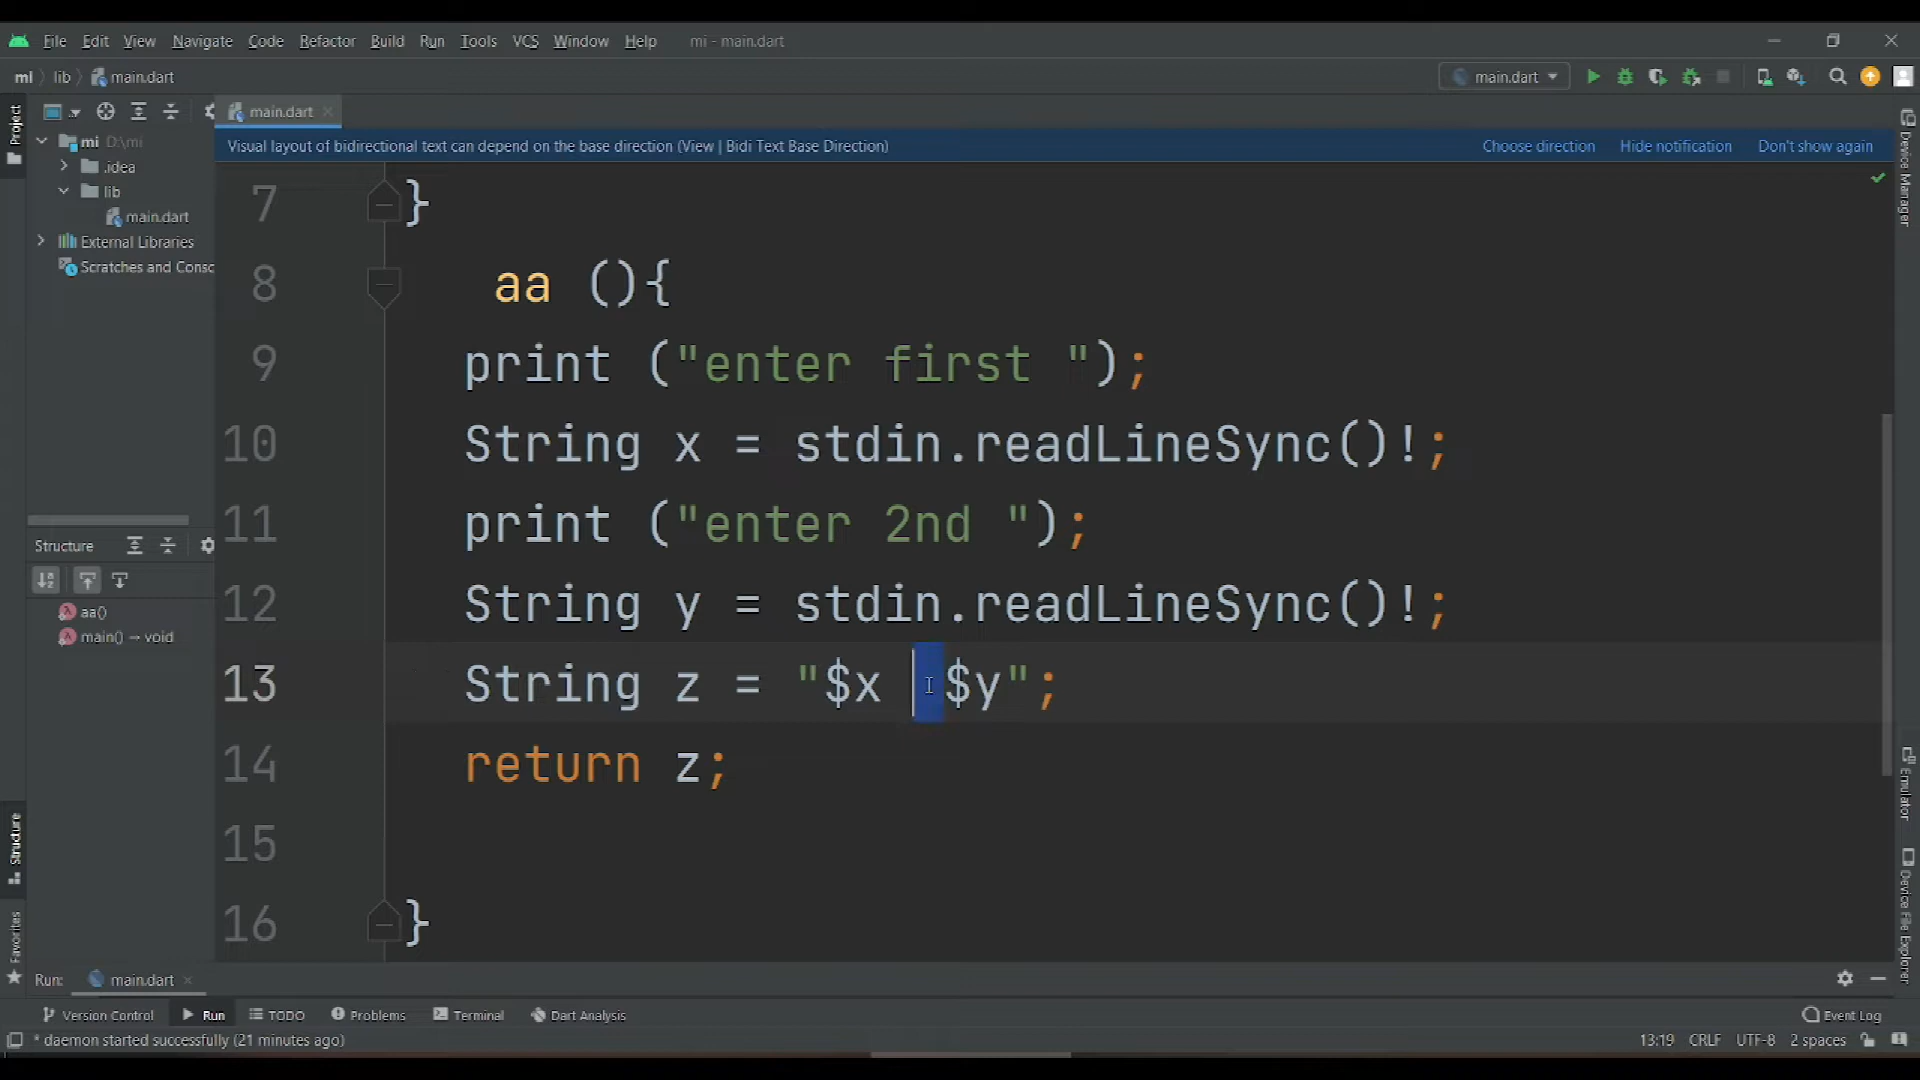 File Edit View Navigate Code Refactor Build Run Tools VCS Window Help mi - main.dart
mi lib main.dart main.dart
Project
main.dart
mi D:\mi
.idea
lib
main.dart
External Libraries
Scratches and Consc
Visual layout of bidirectional text can depend on the base direction (View | Bidi Text Base Direction) Choose direction Hide notification Don't show again
Device Manager
7 }
8 aa (){
9 print ("enter first ");
10 String x = stdin.readLineSync()!;
11 print ("enter 2nd ");
12 String y = stdin.readLineSync()!;
13 String z = "$x  $y";
14 return z;
15
16 }
Structure
aa()
main() → void
Structure
Favorites
Emulator
Device File Explorer
Run: main.dart
Version Control Run TODO Problems Terminal Dart Analysis Event Log
* daemon started successfully (21 minutes ago) 13:19 CRLF UTF-8 2 spaces